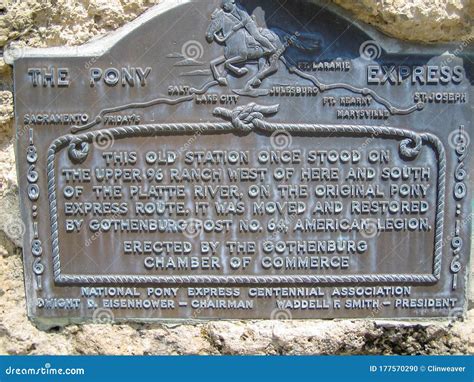 THE PONY EXPRESS
FT. LARAMIE
SALT LAKE CITY
JULESBURG
FT. KEARNY
MARYSVILLE
ST. JOSEPH
SACRAMENTO
FRIDAY'S
1860-1861
1960-1961
THIS OLD STATION ONCE STOOD ON
THE UPPER 96 RANCH WEST OF HERE AND SOUTH
OF THE PLATTE RIVER, ON THE ORIGINAL PONY
EXPRESS ROUTE. IT WAS MOVED AND RESTORED
BY GOTHENBURG POST NO. 64, AMERICAN LEGION.
ERECTED BY THE GOTHENBURG
CHAMBER OF COMMERCE
NATIONAL PONY EXPRESS CENTENNIAL ASSOCIATION
DWIGHT D. EISENHOWER - CHAIRMAN WADDELL F. SMITH - PRESIDENT
dreamstime.com
ID 177570290 © Clinweaver